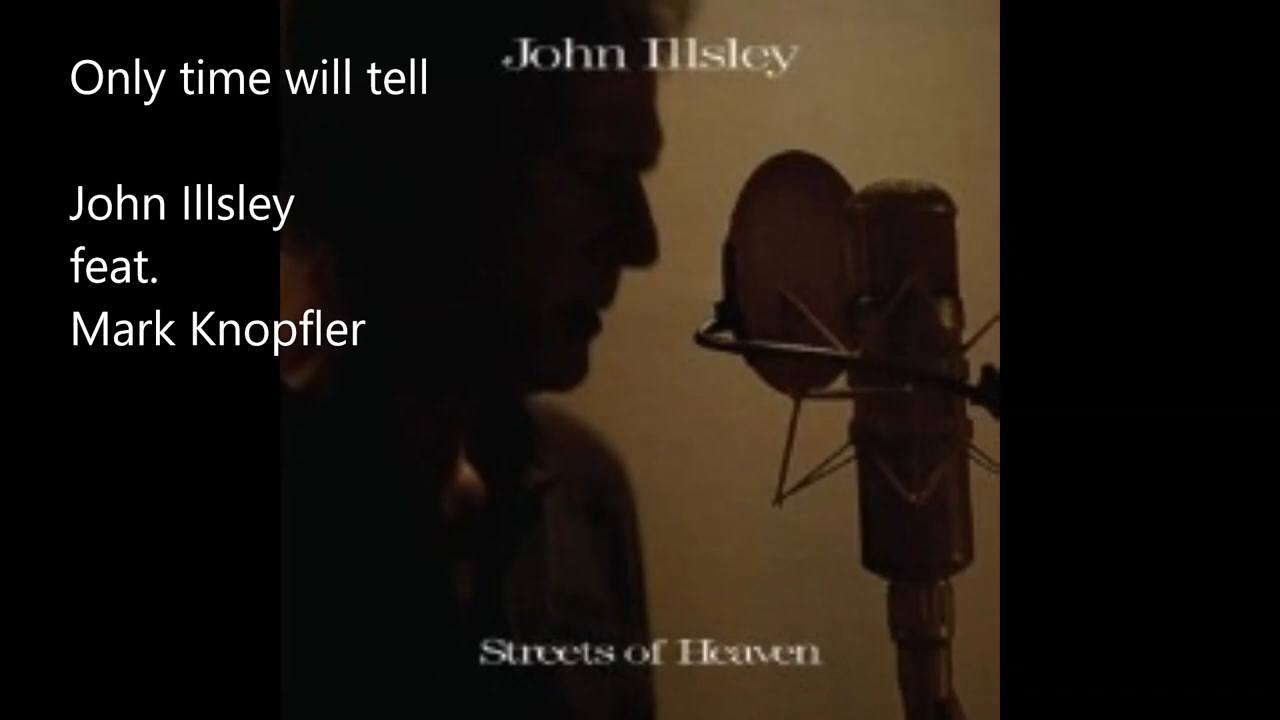 Only time will tell
John Illsley
feat.
Mark Knopfler
John Illsley
Streets of Heaven